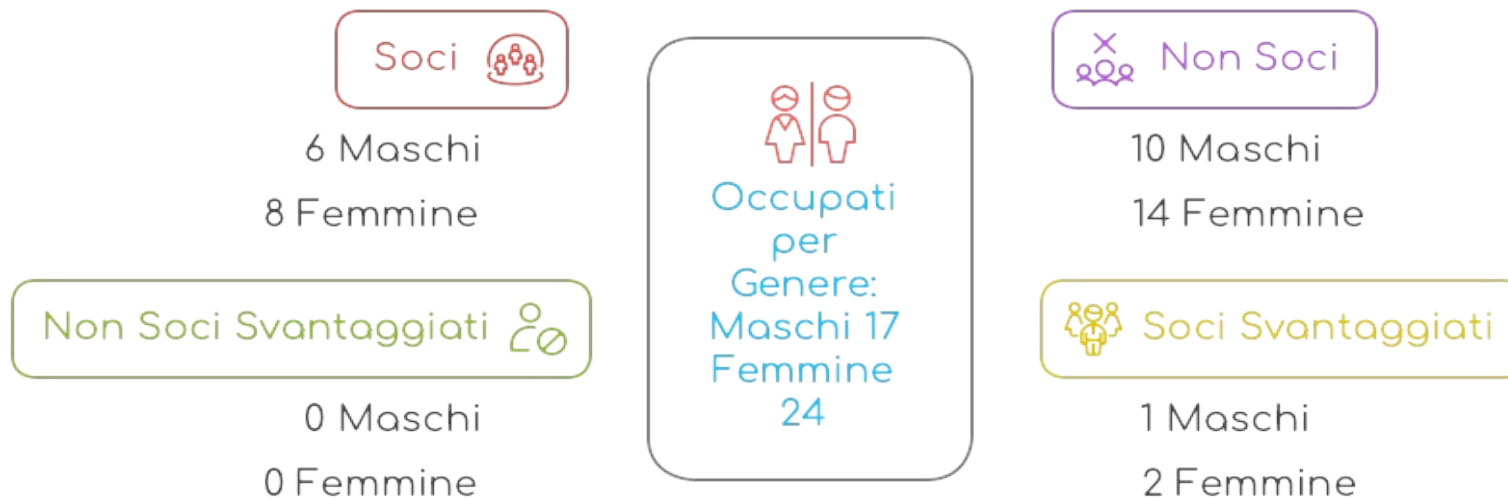 Soci
6 Maschi
8 Femmine
Non Soci Svantaggiati
0 Maschi
0 Femmine
Occupati
per
Genere:
Maschi 17
Femmine
24
Non Soci
10 Maschi
14 Femmine
Soci Svantaggiati
1 Maschi
2 Femmine